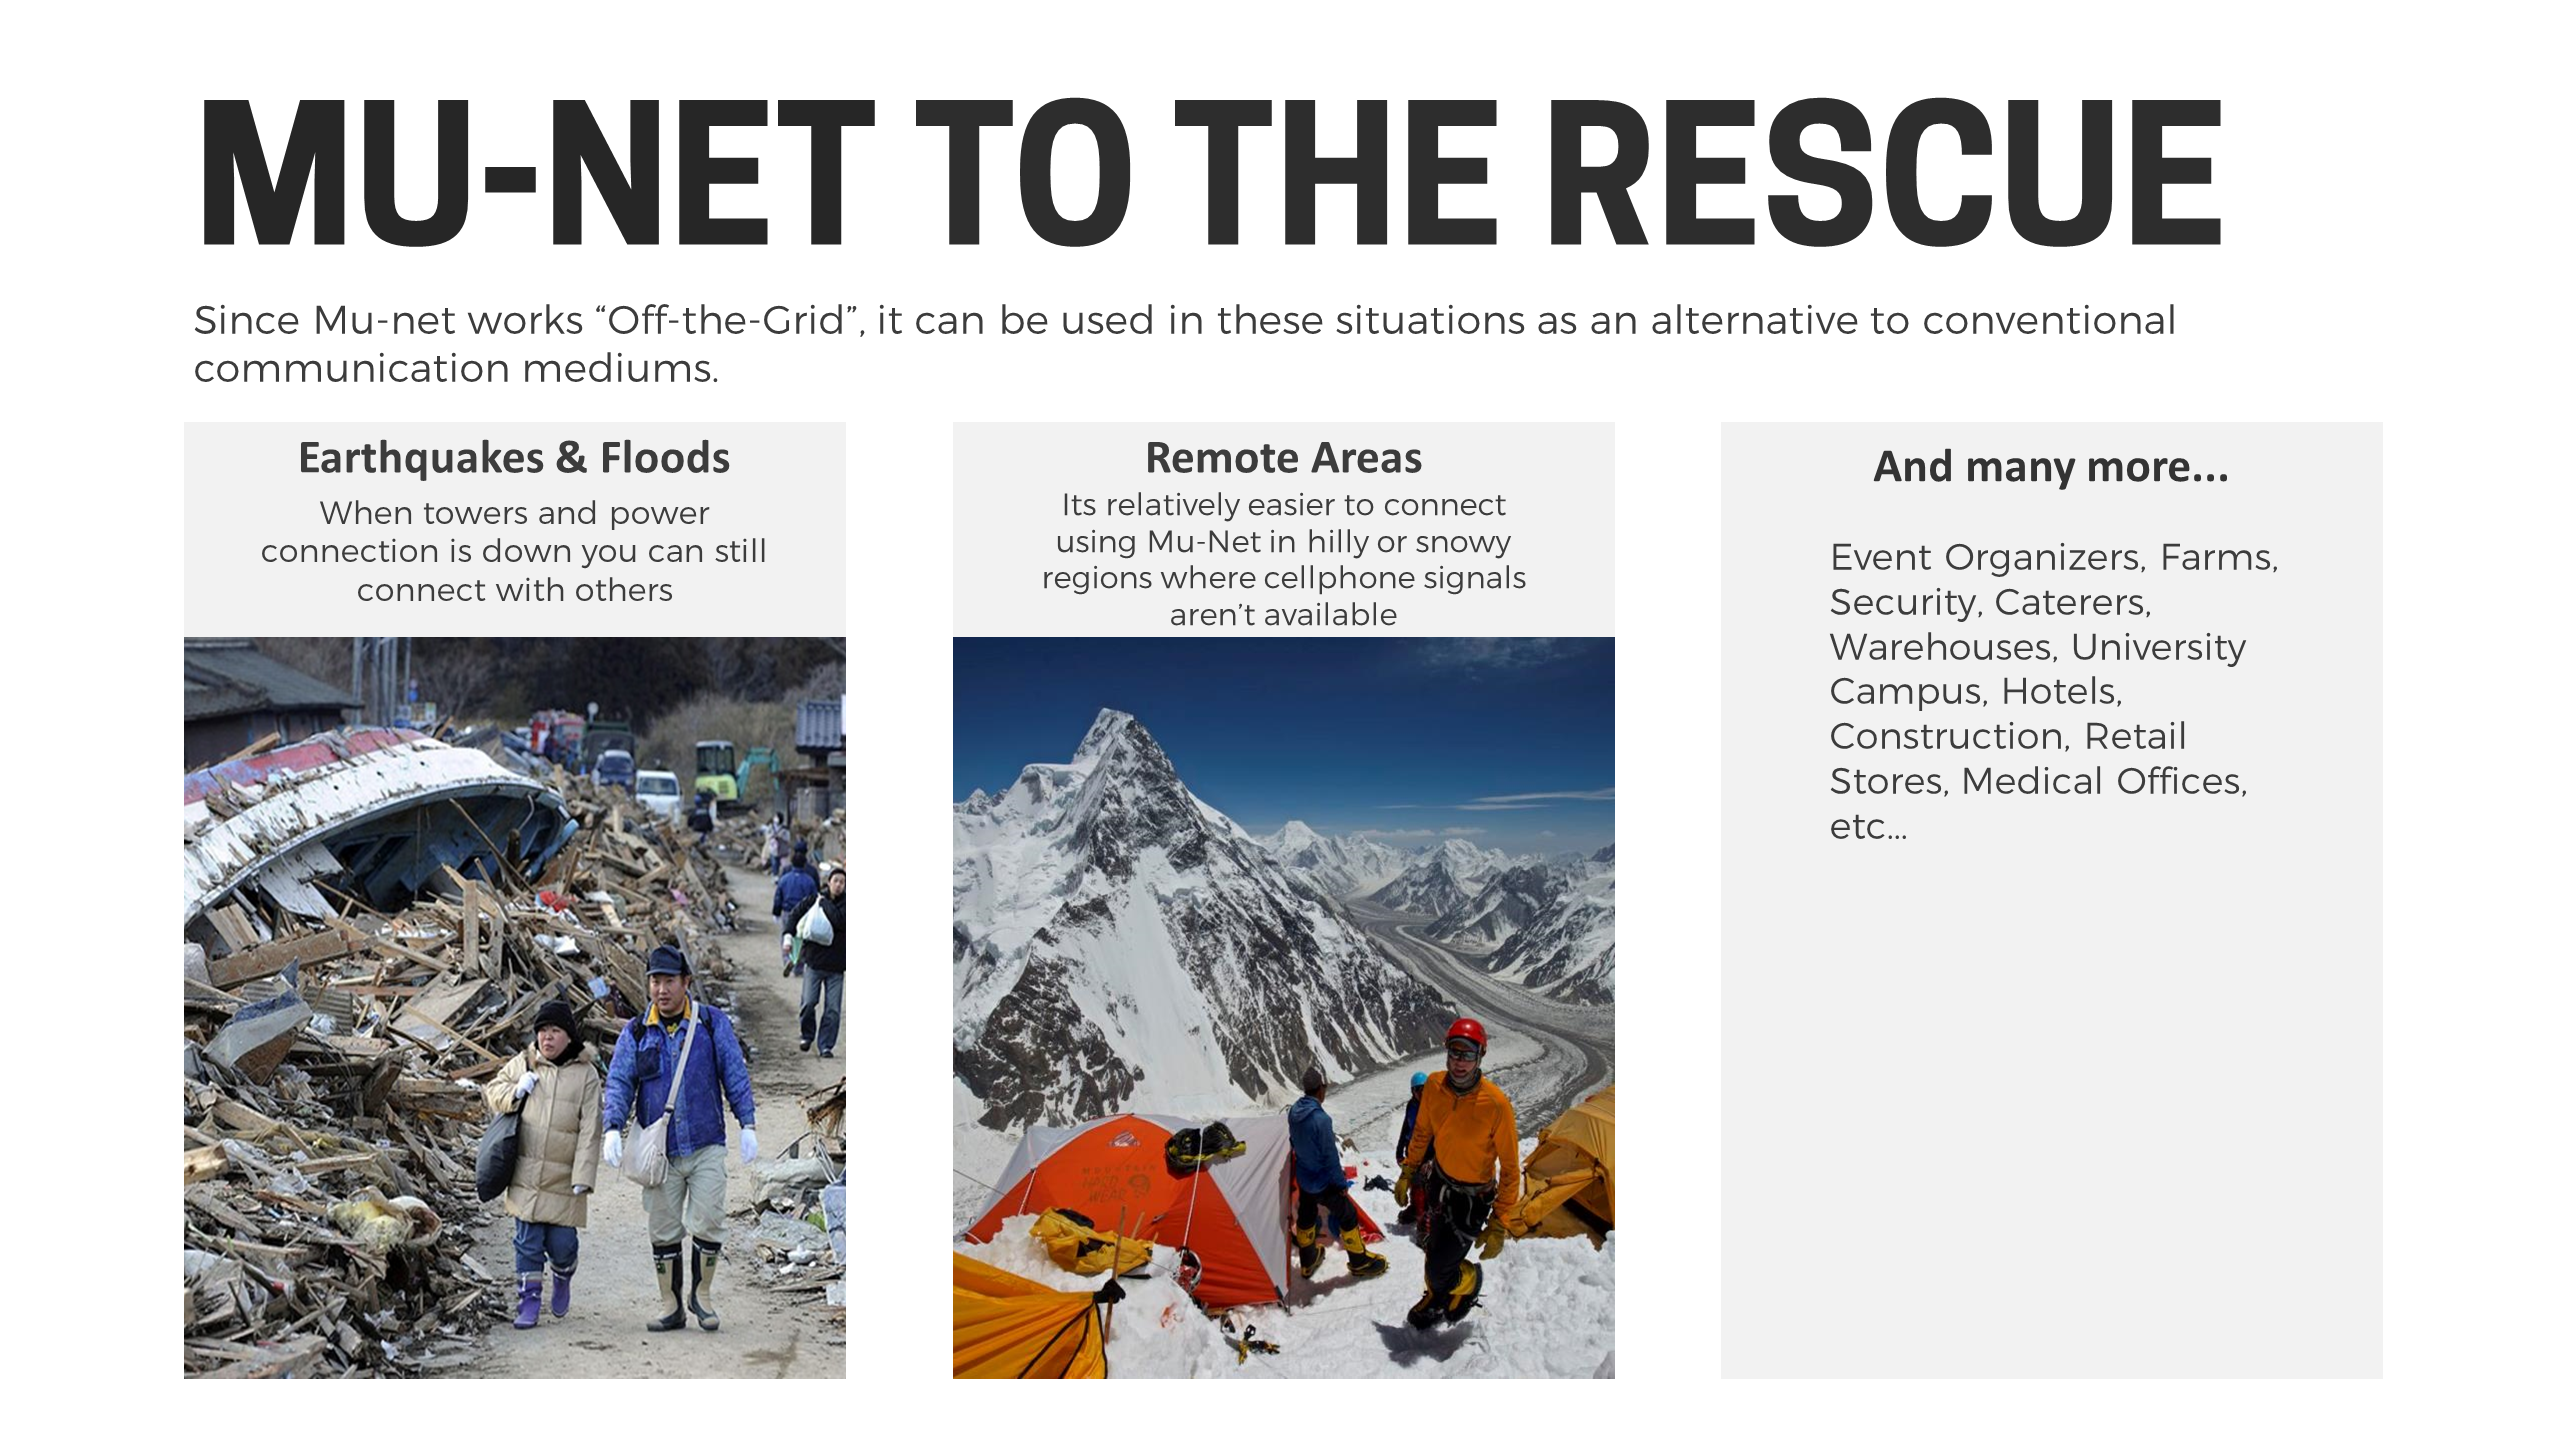 MU-NET TO THE RESCUE
Since Mu-net works “Off-the-Grid”, it can be used in these situations as an alternative to conventional
communication mediums.
Earthquakes & Floods
When towers and power
connection is down you can still
connect with others
Remote Areas
Its relatively easier to connect
using Mu-Net in hilly or snowy
regions where cellphone signals
aren’t available
MOUNTAIN
HARD
WEAR
And many more...
Event Organizers, Farms,
Security, Caterers,
Warehouses, University
Campus, Hotels,
Construction, Retail
Stores, Medical Offices,
etc...